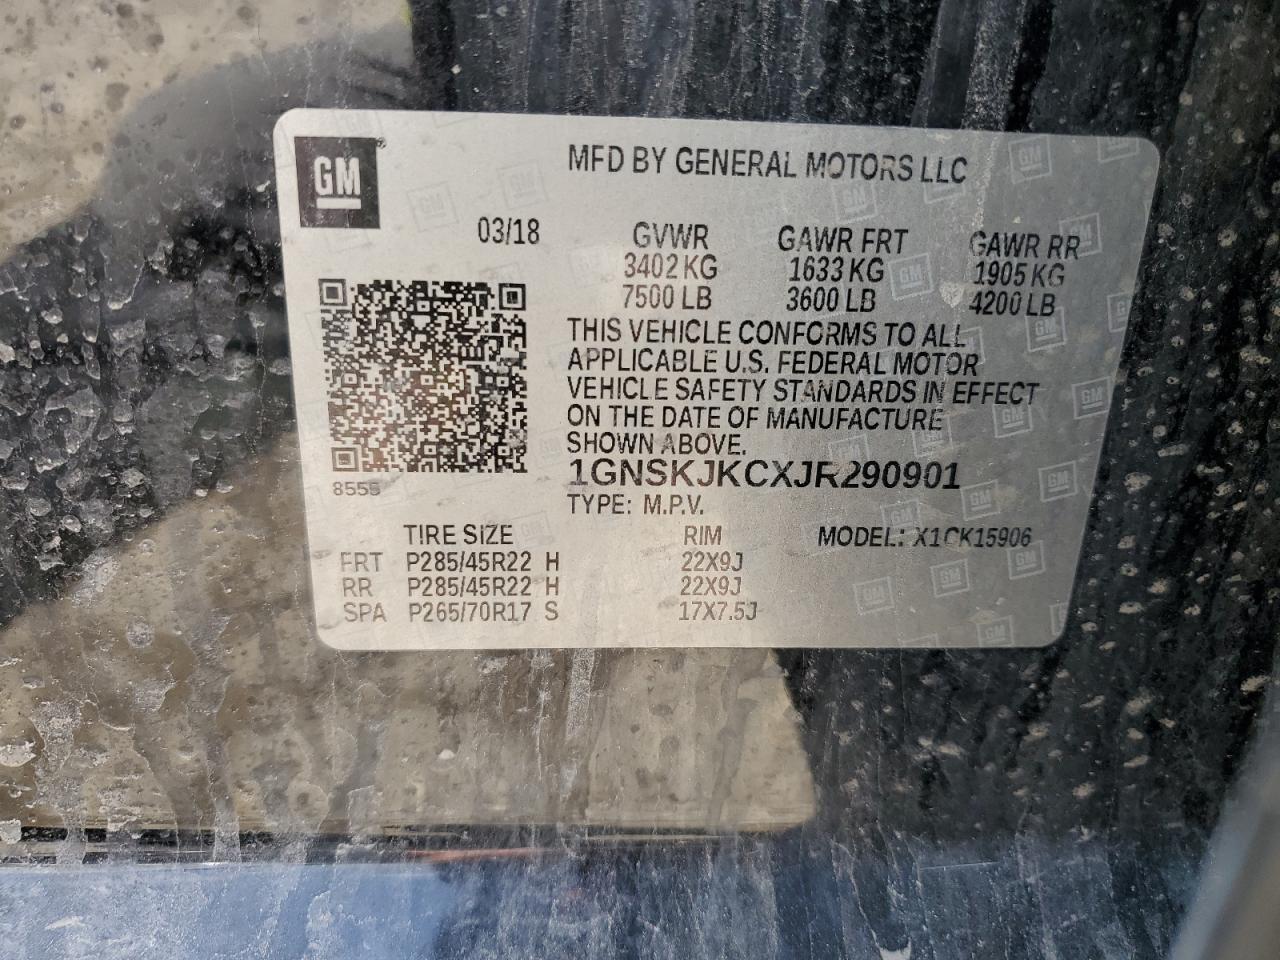 GM
MFD BY GENERAL MOTORS LLC
03/18 GVWR GAWR FRT GAWR RR
3402 KG 1633 KG 1905 KG
7500 LB 3600 LB 4200 LB
THIS VEHICLE CONFORMS TO ALL
APPLICABLE U.S. FEDERAL MOTOR
VEHICLE SAFETY STANDARDS IN EFFECT
ON THE DATE OF MANUFACTURE
SHOWN ABOVE.
1GNSKJKCXJR290901
8555
TYPE: M.P.V.
TIRE SIZE RIM MODEL: X1CK15906
FRT P285/45R22 H 22X9J
RR P285/45R22 H 22X9J
SPA P265/70R17 S 17X7.5J